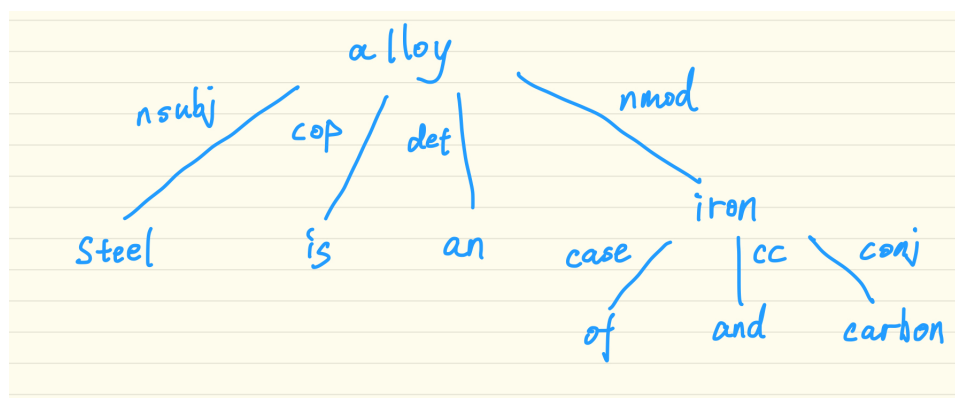 alloy
nsubj cop det nmod
Steel is an iron
case cc conj
of and carbon